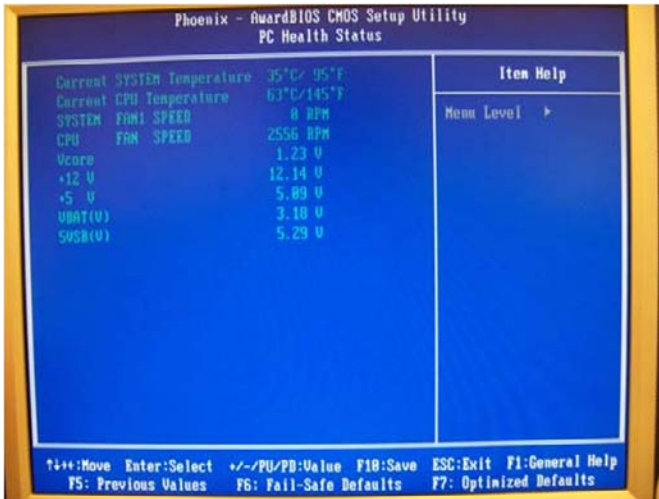 Phoenix - AwardBIOS CMOS Setup Utility
PC Health Status
Current SYSTEM Temperature 35°C/ 95°F
Current CPU Temperature 63°C/145°F
SYSTEM FAN1 SPEED 0 RPM
CPU FAN SPEED 2556 RPM
Vcore 1.23 V
+12 V 12.14 V
+5 V 5.09 V
VBAT(V) 3.18 V
5VSB(V) 5.29 V
Item Help
Menu Level ▸
↑↓→←:Move Enter:Select +/-/PU/PD:Value F10:Save ESC:Exit F1:General Help
F5: Previous Values F6: Fail-Safe Defaults F7: Optimized Defaults